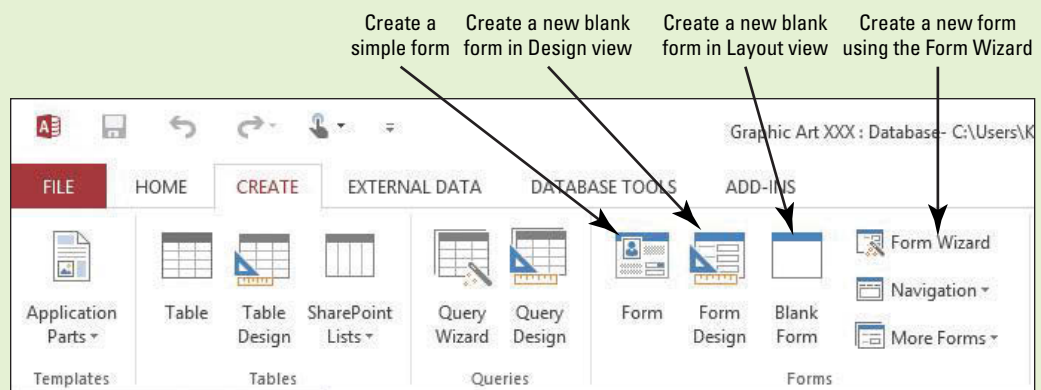 Create a simple form
Create a new blank form in Design view
Create a new blank form in Layout view
Create a new form using the Form Wizard
Graphic Art XXX : Database- C:\Users\K
FILE HOME CREATE EXTERNAL DATA DATABASE TOOLS ADD-INS
Application Parts
Table
Table Design
SharePoint Lists
Query Wizard
Query Design
Form
Form Design
Blank Form
Form Wizard
Navigation
More Forms
Templates Tables Queries Forms